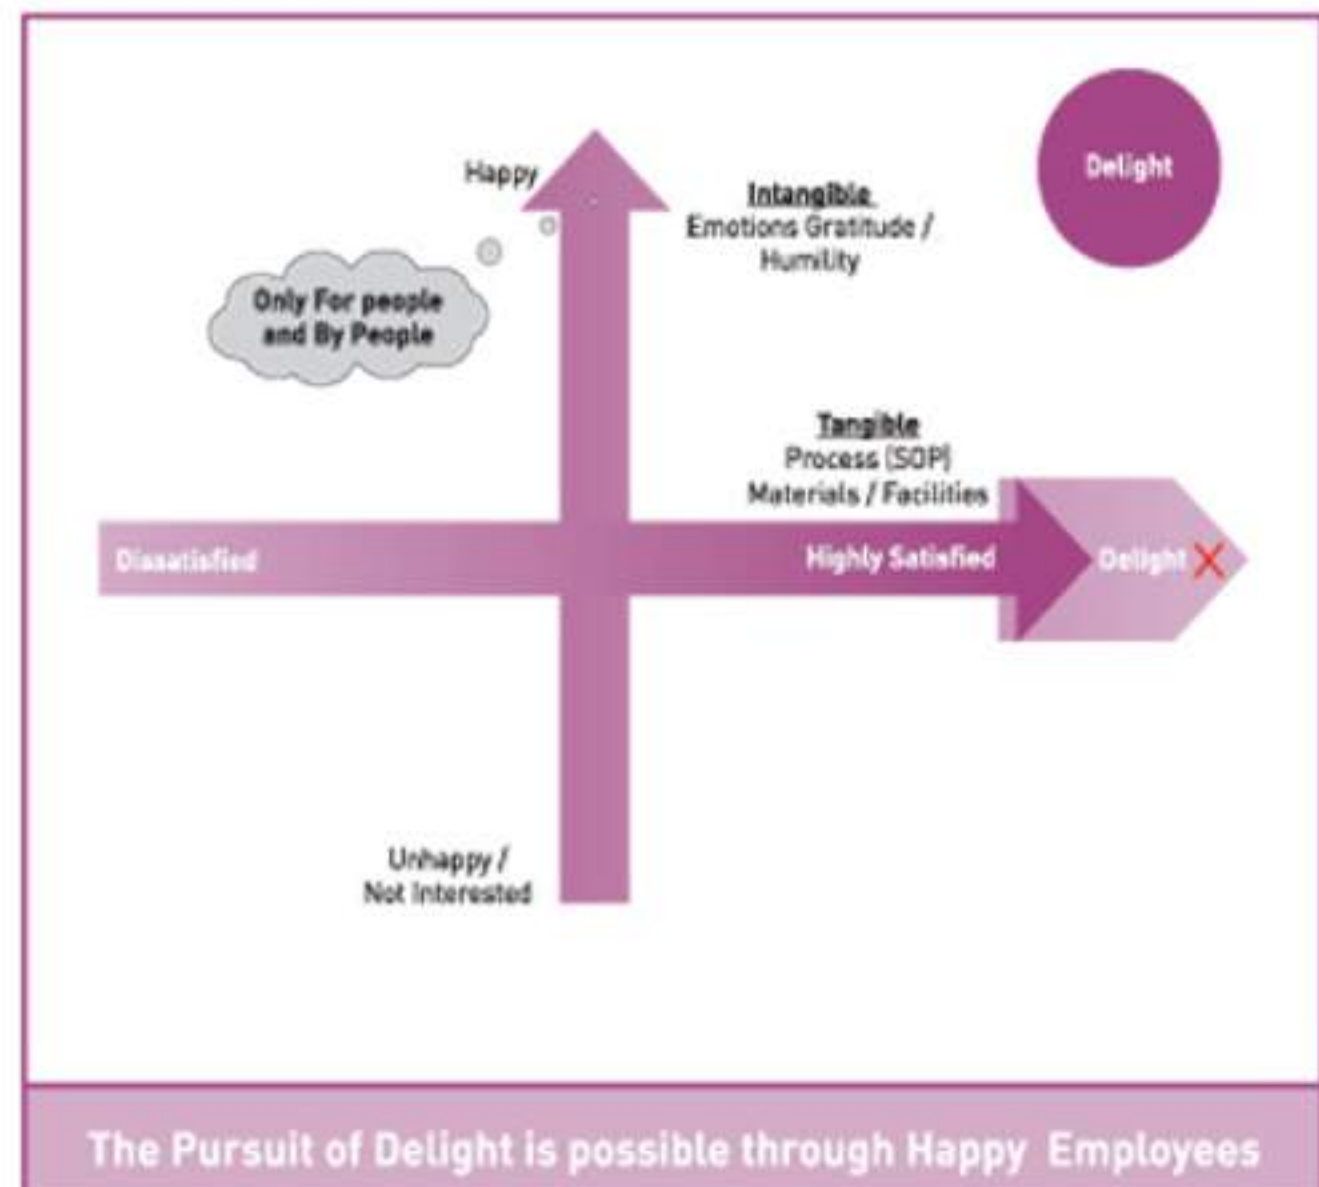 Delight
Happy
Intangible
Emotions Gratitude /
Humility
Only For people
and By People
Tangible
Process (SOP)
Materials / Facilities
Dissatisfied
Highly Satisfied
Delight X
Unhappy /
Not Interested
The Pursuit of Delight is possible through Happy Employees